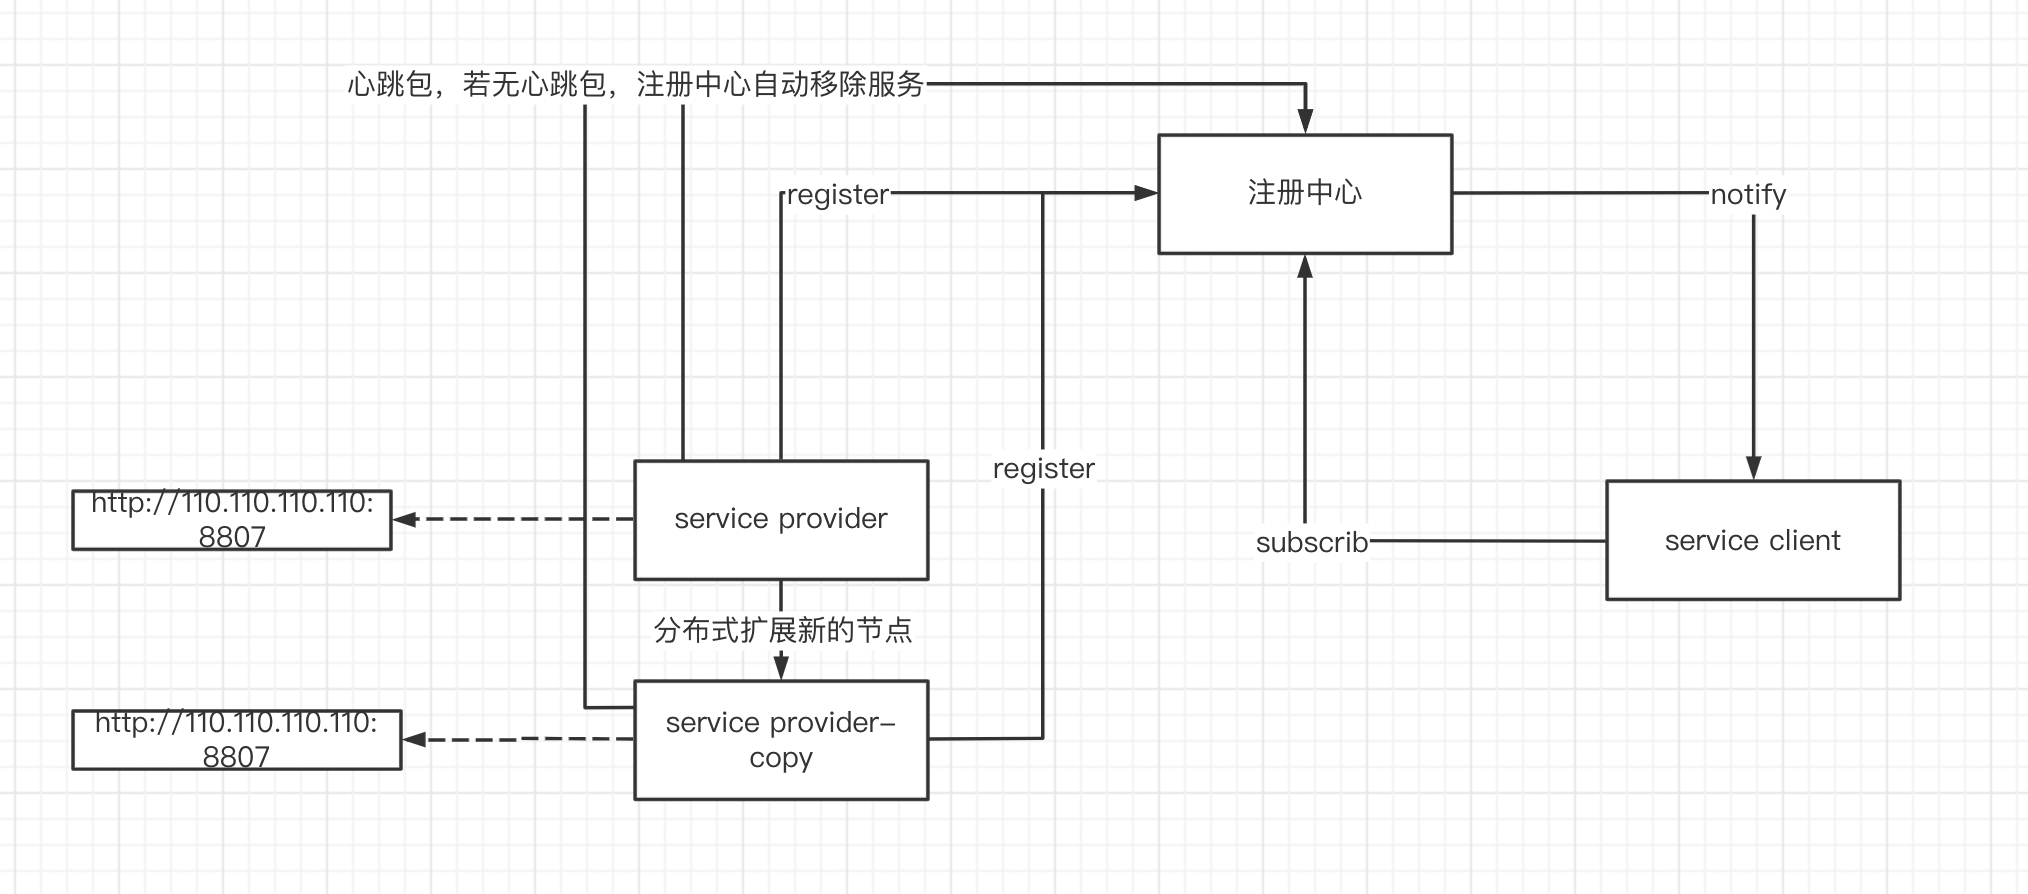 心跳包，若无心跳包，注册中心自动移除服务
register
注册中心
notify
register
http://110.110.110.110:
8807
service provider
subscrib
service client
分布式扩展新的节点
http://110.110.110.110:
8807
service provider-
copy